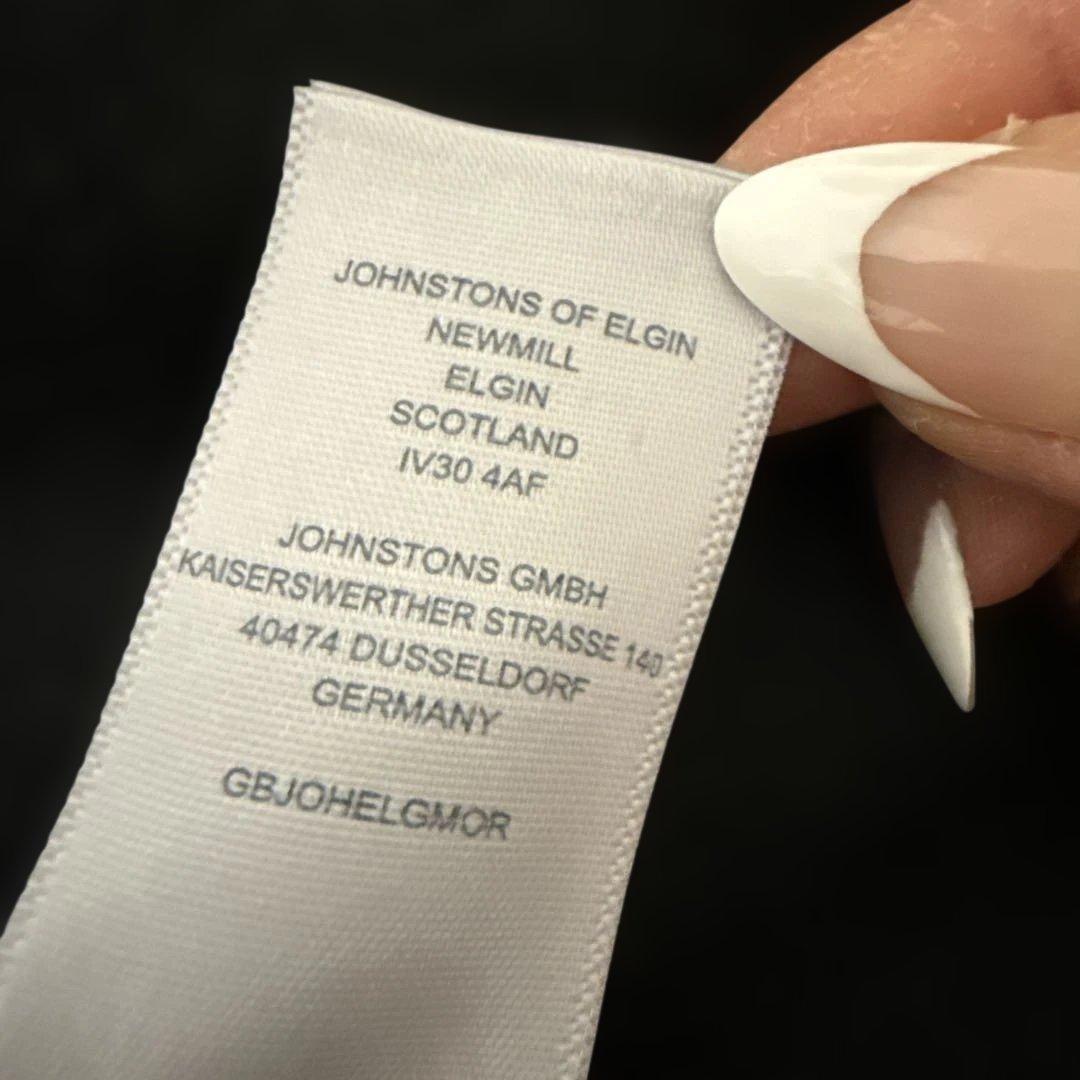 JOHNSTONS OF ELGIN
NEWMILL
ELGIN
SCOTLAND
IV30 4AF
JOHNSTONS GMBH
KAISERSWERTHER STRASSE 140
40474 DUSSELDORF
GERMANY
GBJOHELGMOR